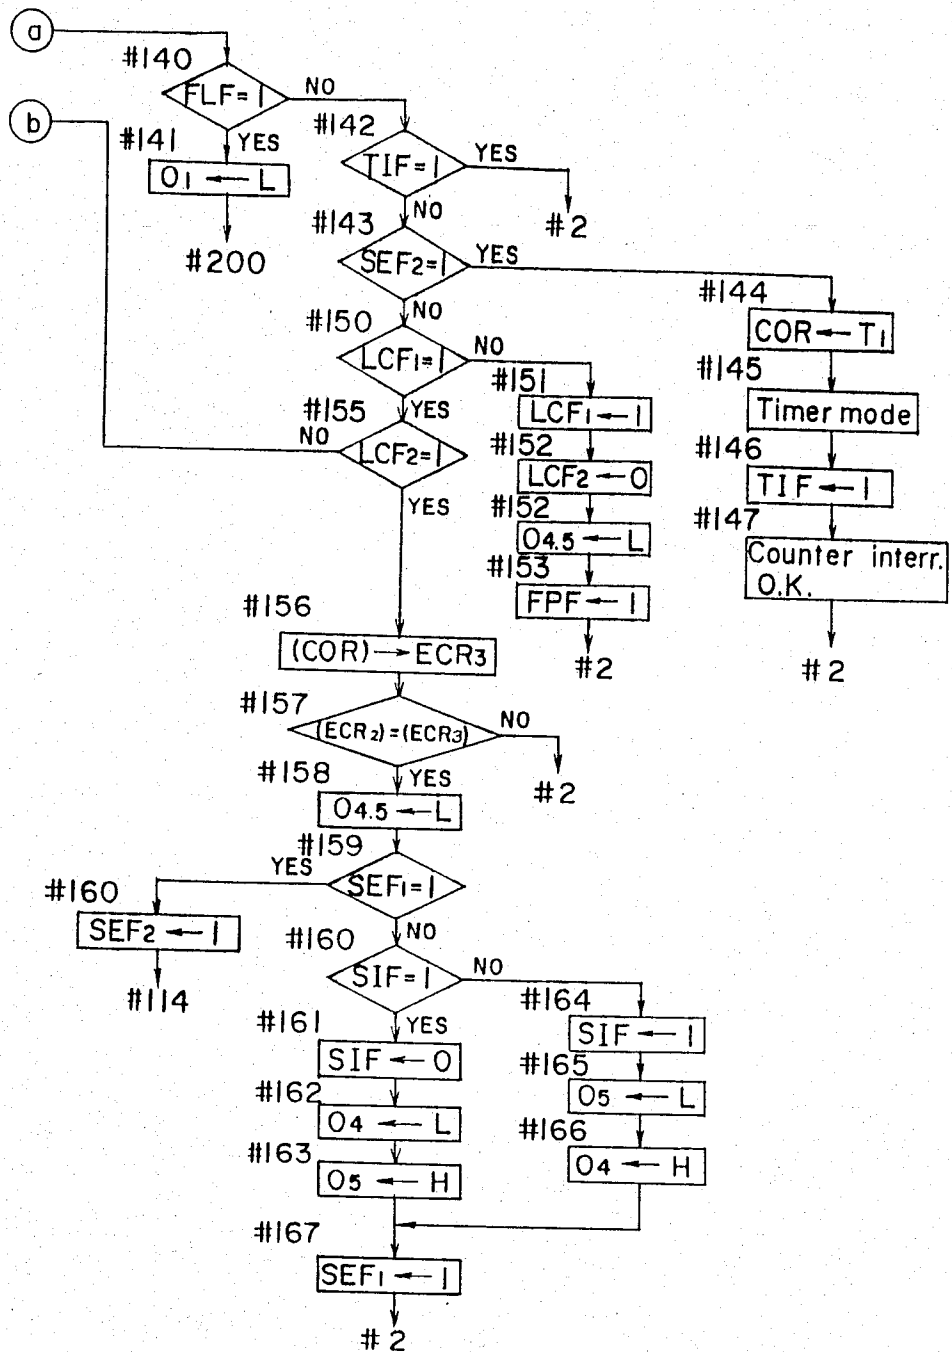 a
#140
FLF=1
NO
b
#141
YES
O1 ← L
#200
#142
TIF=1
YES
#2
NO
#143
SEF2=1
YES
NO
#144
COR ← T1
#145
Timer mode
#146
TIF ← 1
#147
Counter interr.
O.K.
#2
#150
LCF1=1
NO
#151
LCF1 ← 1
#152
LCF2 ← 0
#152
O4.5 ← L
#153
FPF ← 1
#2
YES
#155
NO
LCF2=1
YES
#156
(COR) → ECR3
#157
(ECR2)=(ECR3)
NO
#2
YES
#158
O4.5 ← L
#159
YES
SEF1=1
#160
SEF2 ← 1
#114
NO
#160
SIF=1
NO
YES
#161
SIF ← 0
#162
O4 ← L
#163
O5 ← H
#164
SIF ← 1
#165
O5 ← L
#166
O4 ← H
#167
SEF1 ← 1
#2